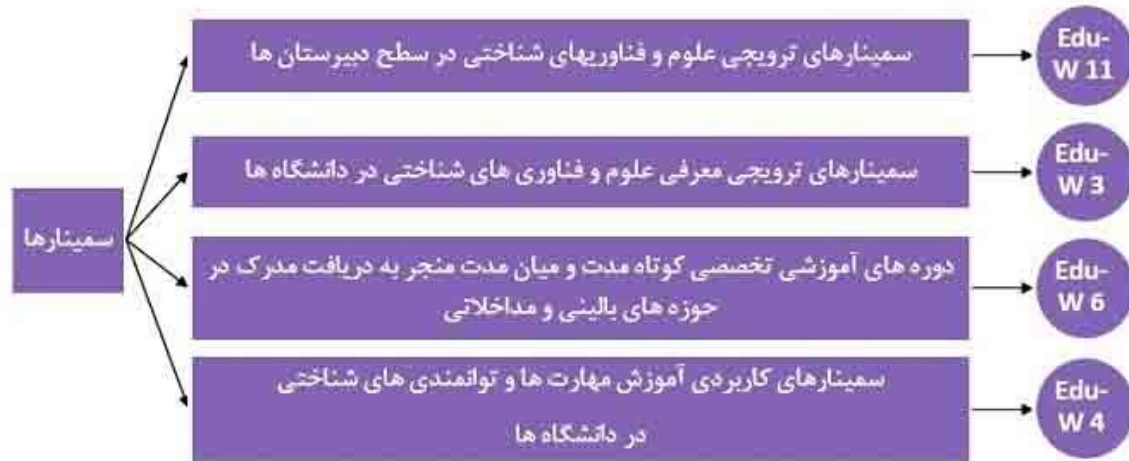 سمینارها
سمینارهای ترویجی علوم و فناوریهای شناختی در سطح دبیرستان ها
Edu-
W 11
سمینارهای ترویجی معرفی علوم و فناوری های شناختی در دانشگاه ها
Edu-
W 3
دوره های آموزشی تخصصی کوتاه مدت و میان مدت منجر به دریافت مدرک در
حوزه های بالینی و مداخلاتی
Edu-
W 6
سمینارهای کاربردی آموزش مهارت ها و توانمندی های شناختی
در دانشگاه ها
Edu-
W 4